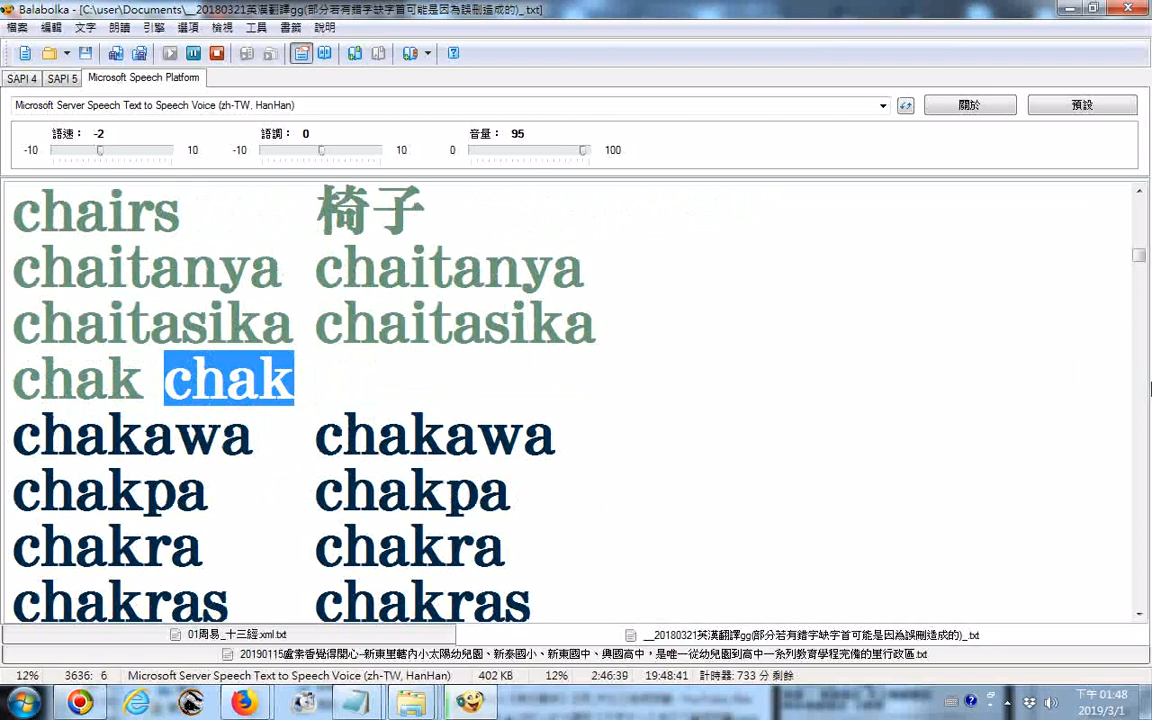 Balabolka - [C:\user\Documents\__20180321英漢翻譯gg(部分若有錯字缺字首可能是因為誤刪造成的)_.txt]
檔案 編輯 文字 朗讀 引擎 選項 檢視 工具 書籤 說明
SAPI 4 SAPI 5 Microsoft Speech Platform
Microsoft Server Speech Text to Speech Voice (zh-TW, HanHan) 關於 預設
語速： -2 語調： 0 音量： 95
-10 10 -10 10 0 100
chairs 椅子
chaitanya chaitanya
chaitasika chaitasika
chak chak
chakawa chakawa
chakpa chakpa
chakra chakra
chakras chakras
01周易_十三經.xml.txt __20180321英漢翻譯gg(部分若有錯字缺字首可能是因為誤刪造成的)_.txt
20190115盧素香覺得開心-新東里轄內小太陽幼兒園、新泰國小、新東國中、興國高中，是唯一從幼兒園到高中一系列教育學程完備的里行政區.txt
12% 3636: 6 Microsoft Server Speech Text to Speech Voice (zh-TW, HanHan) 402 KB 12% 2:46:39 19:48:41 計時器: 733 分 剩餘
下午 01:48
2019/3/1